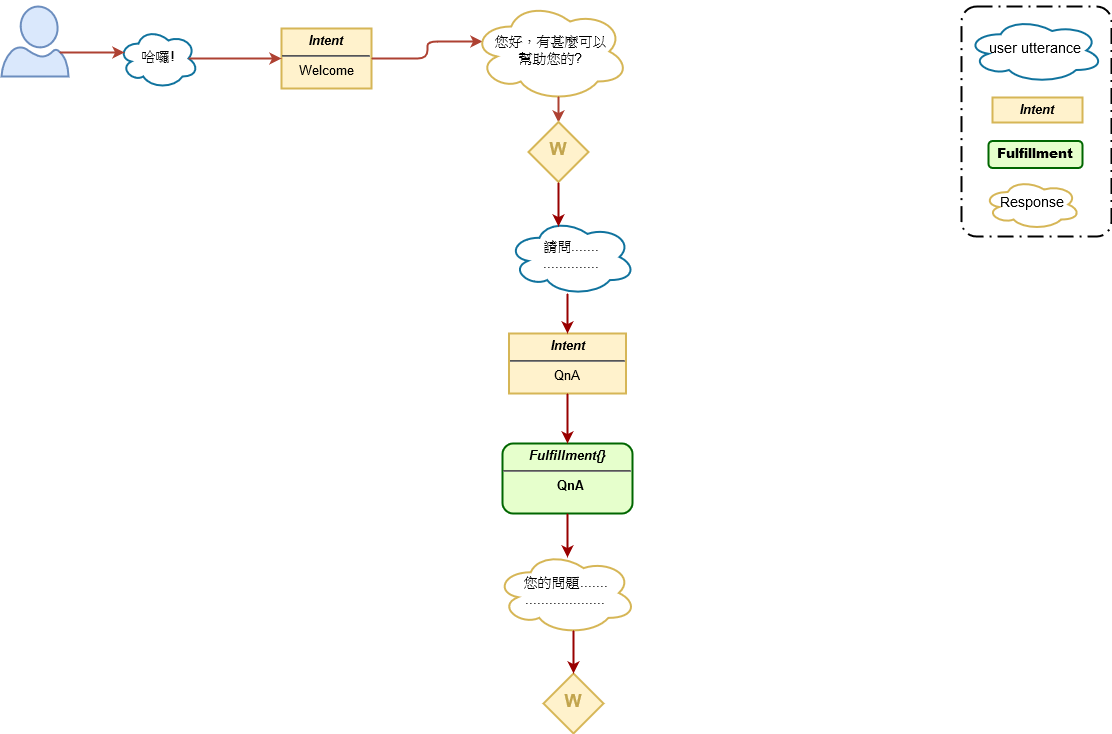 哈囉!
Intent
Welcome
您好，有甚麼可以
幫助您的?
W
請問.......
..............
Intent
QnA
Fulfillment{}
QnA
您的問題.......
....................
W
user utterance
Intent
Fulfillment
Response